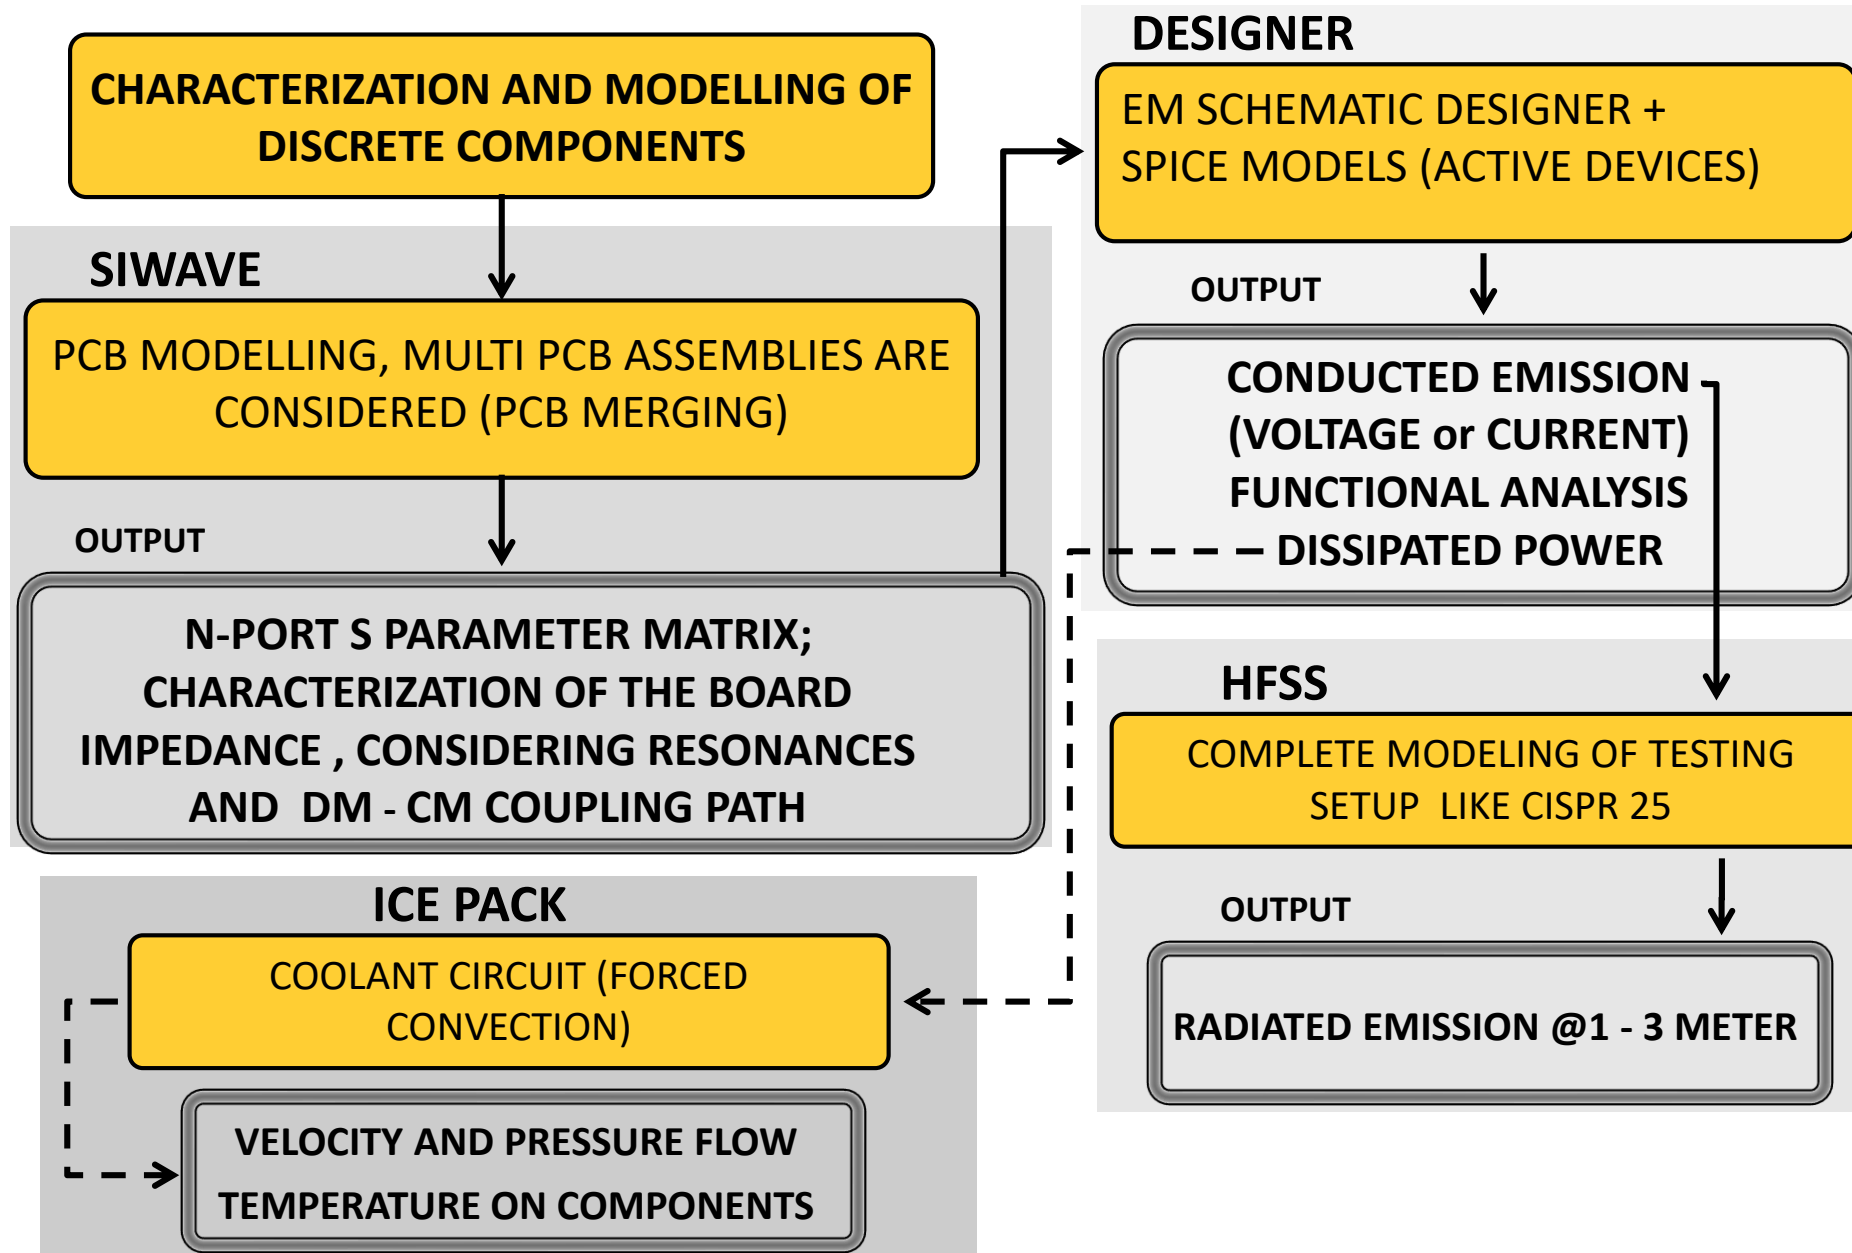 CHARACTERIZATION AND MODELLING OF
DISCRETE COMPONENTS
SIWAVE
PCB MODELLING, MULTI PCB ASSEMBLIES ARE
CONSIDERED (PCB MERGING)
OUTPUT
N-PORT S PARAMETER MATRIX;
CHARACTERIZATION OF THE BOARD
IMPEDANCE , CONSIDERING RESONANCES
AND  DM - CM COUPLING PATH
DESIGNER
EM SCHEMATIC DESIGNER +
SPICE MODELS (ACTIVE DEVICES)
OUTPUT
CONDUCTED EMISSION
(VOLTAGE or CURRENT)
FUNCTIONAL ANALYSIS
DISSIPATED POWER
HFSS
COMPLETE MODELING OF TESTING
SETUP  LIKE CISPR 25
OUTPUT
RADIATED EMISSION @1 - 3 METER
ICE PACK
COOLANT CIRCUIT (FORCED
CONVECTION)
VELOCITY AND PRESSURE FLOW
TEMPERATURE ON COMPONENTS